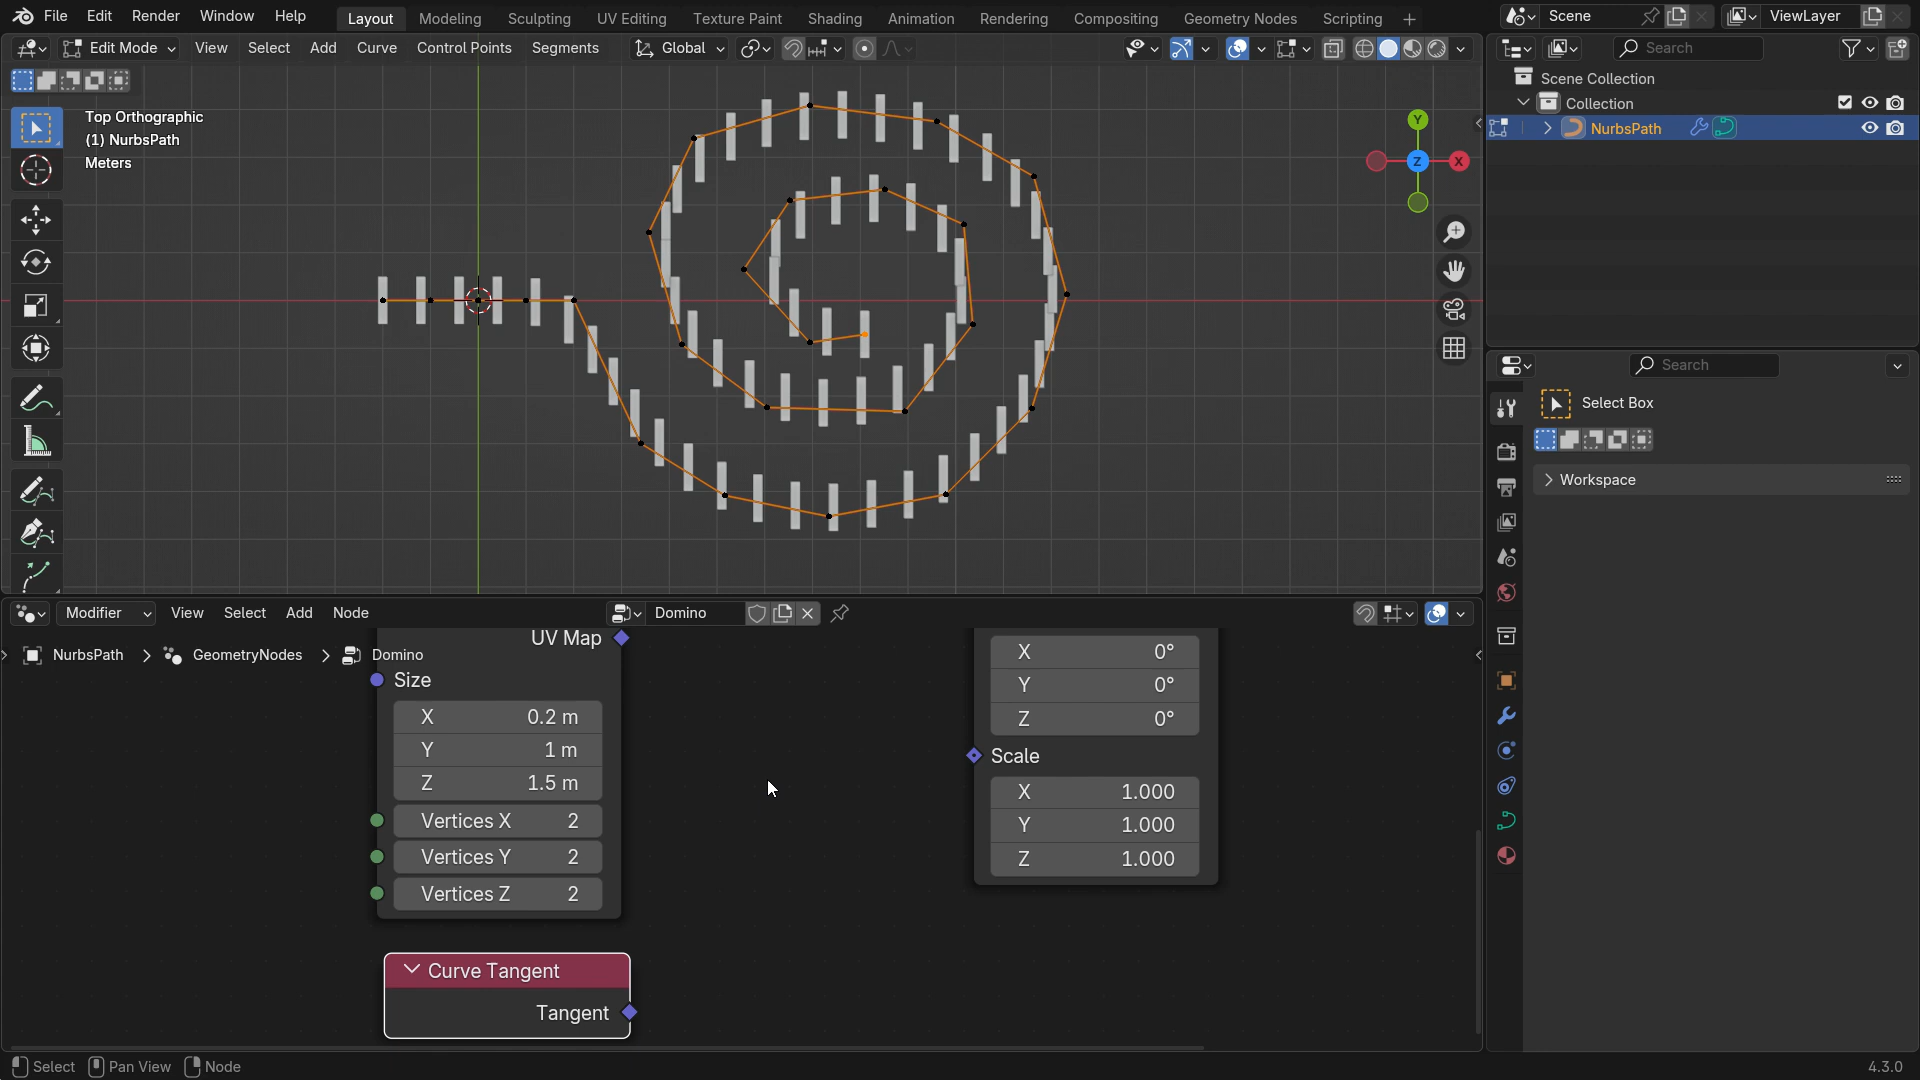 File Edit Render Window Help Layout Modeling Sculpting UV Editing Texture Paint Shading Animation Rendering Compositing Geometry Nodes Scripting + Scene ViewLayer
Edit Mode View Select Add Curve Control Points Segments Global Search
Top Orthographic
(1) NurbsPath
Meters
Y
X
Z
Scene Collection
Collection
NurbsPath
Search
Select Box
Workspace
Modifier View Select Add Node Domino
NurbsPath > GeometryNodes > Domino
UV Map
Size
X 0.2 m
Y 1 m
Z 1.5 m
Vertices X 2
Vertices Y 2
Vertices Z 2
Curve Tangent
Tangent
X 0°
Y 0°
Z 0°
Scale
X 1.000
Y 1.000
Z 1.000
Select Pan View Node 4.3.0